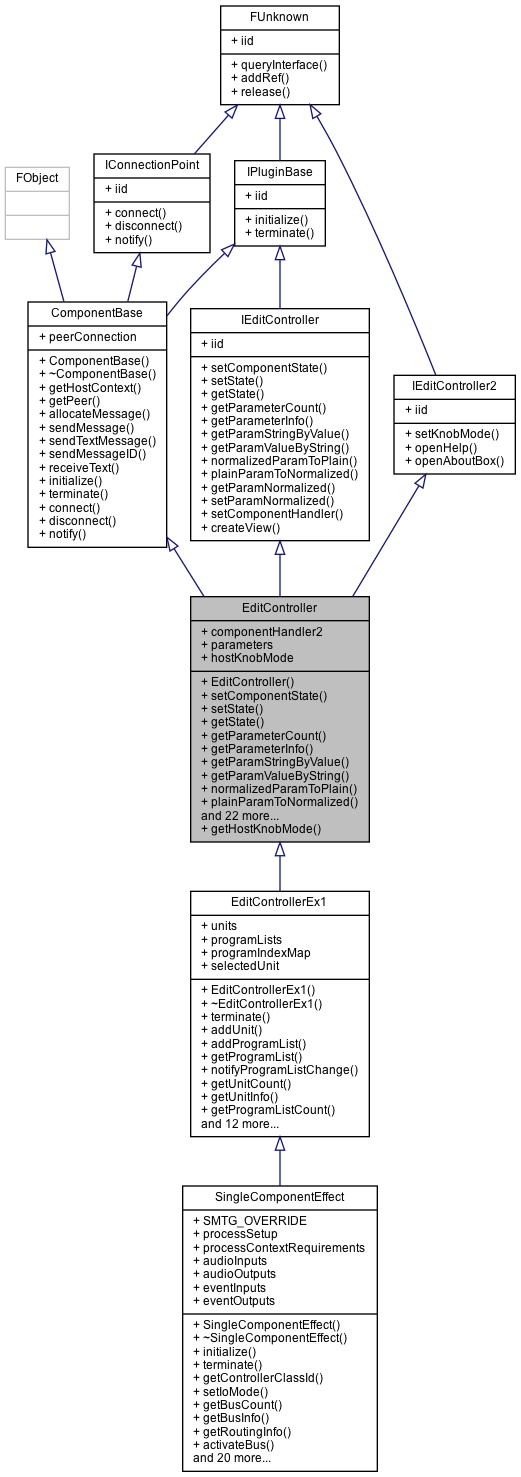 FUnknown
+ iid
+ queryInterface()
+ addRef()
+ release()
IConnectionPoint
+ iid
+ connect()
+ disconnect()
+ notify()
IPluginBase
+ iid
+ initialize()
+ terminate()
FObject
ComponentBase
+ peerConnection
+ ComponentBase()
+ ~ComponentBase()
+ getHostContext()
+ getPeer()
+ allocateMessage()
+ sendMessage()
+ sendTextMessage()
+ sendMessageID()
+ receiveText()
+ initialize()
+ terminate()
+ connect()
+ disconnect()
+ notify()
IEditController
+ iid
+ setComponentState()
+ setState()
+ getState()
+ getParameterCount()
+ getParameterInfo()
+ getParamStringByValue()
+ getParamValueByString()
+ normalizedParamToPlain()
+ plainParamToNormalized()
+ getParamNormalized()
+ setParamNormalized()
+ setComponentHandler()
+ createView()
IEditController2
+ iid
+ setKnobMode()
+ openHelp()
+ openAboutBox()
EditController
+ componentHandler2
+ parameters
+ hostKnobMode
+ EditController()
+ setComponentState()
+ setState()
+ getState()
+ getParameterCount()
+ getParameterInfo()
+ getParamStringByValue()
+ getParamValueByString()
+ normalizedParamToPlain()
+ plainParamToNormalized()
and 22 more...
+ getHostKnobMode()
EditControllerEx1
+ units
+ programLists
+ programIndexMap
+ selectedUnit
+ EditControllerEx1()
+ ~EditControllerEx1()
+ terminate()
+ addUnit()
+ addProgramList()
+ getProgramList()
+ notifyProgramListChange()
+ getUnitCount()
+ getUnitInfo()
+ getProgramListCount()
and 12 more...
SingleComponentEffect
+ SMTG_OVERRIDE
+ processSetup
+ processContextRequirements
+ audioInputs
+ audioOutputs
+ eventInputs
+ eventOutputs
+ SingleComponentEffect()
+ ~SingleComponentEffect()
+ initialize()
+ terminate()
+ getControllerClassId()
+ setIoMode()
+ getBusCount()
+ getBusInfo()
+ getRoutingInfo()
+ activateBus()
and 20 more...